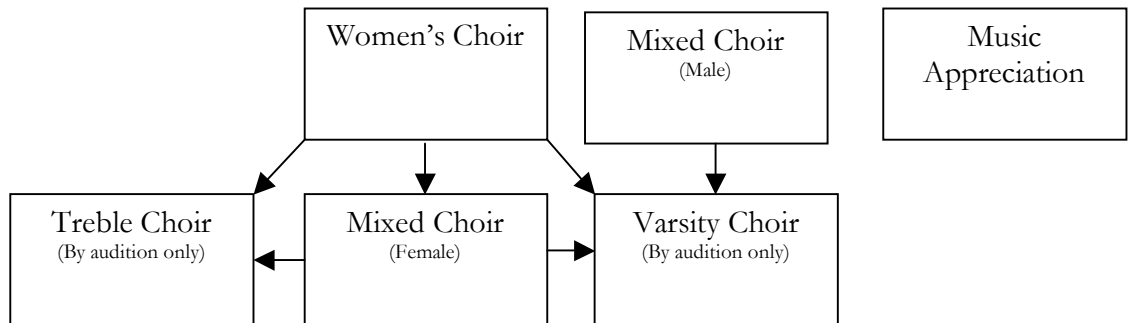 Women’s Choir
Mixed Choir
(Male)
Music
Appreciation
Treble Choir
(By audition only)
Mixed Choir
(Female)
Varsity Choir
(By audition only)